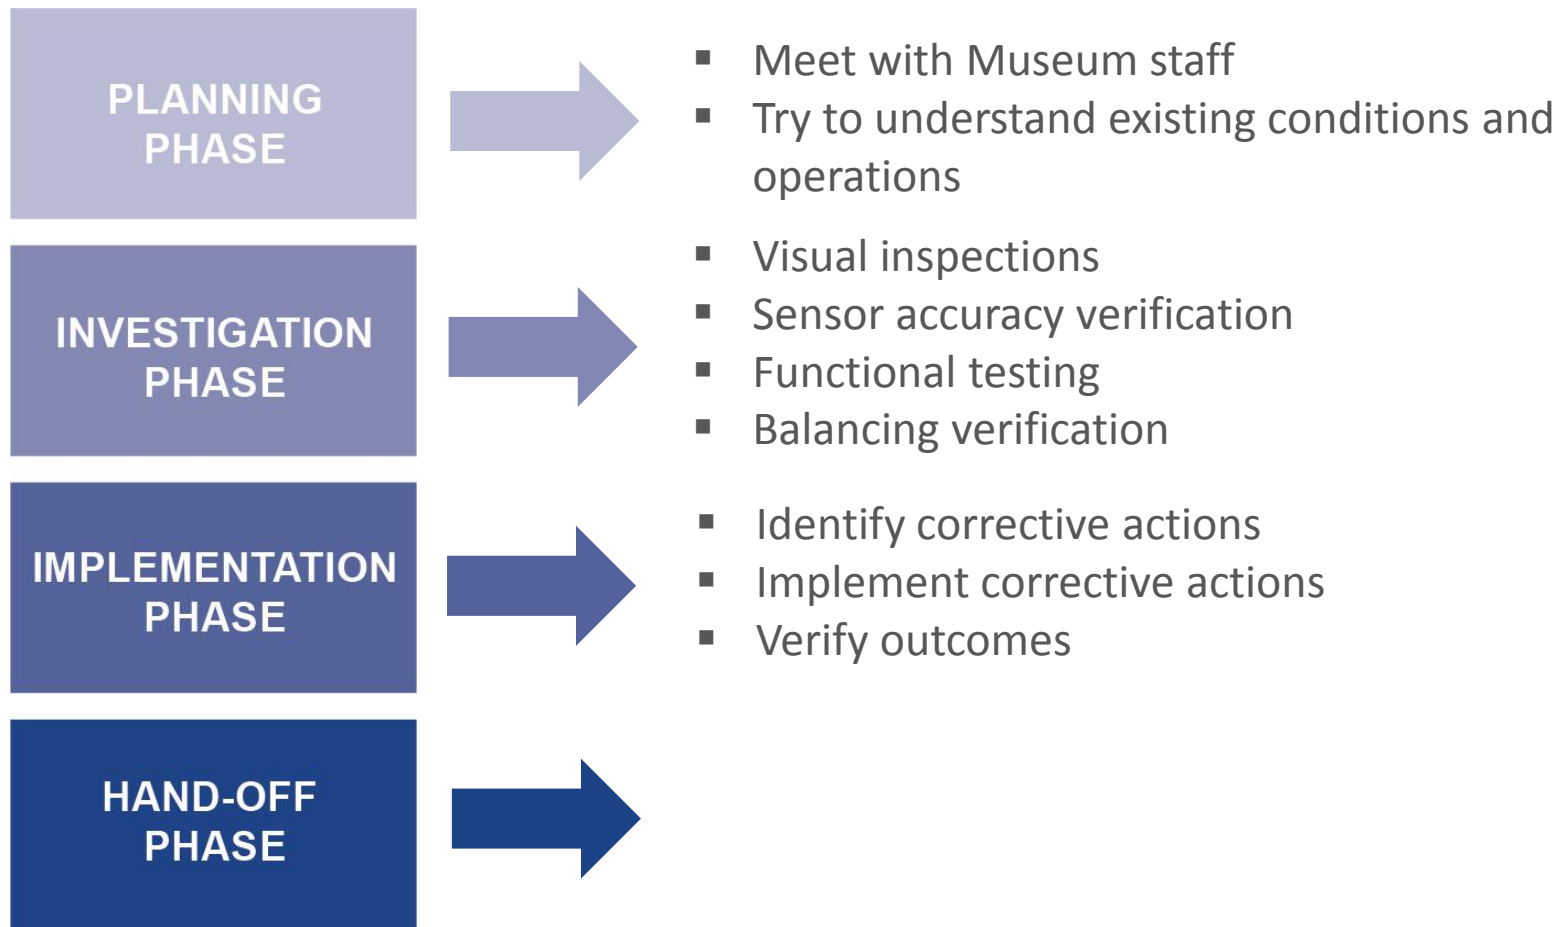 PLANNING
PHASE
▪ Meet with Museum staff
▪ Try to understand existing conditions and
operations
INVESTIGATION
PHASE
▪ Visual inspections
▪ Sensor accuracy verification
▪ Functional testing
▪ Balancing verification
IMPLEMENTATION
PHASE
▪ Identify corrective actions
▪ Implement corrective actions
▪ Verify outcomes
HAND-OFF
PHASE